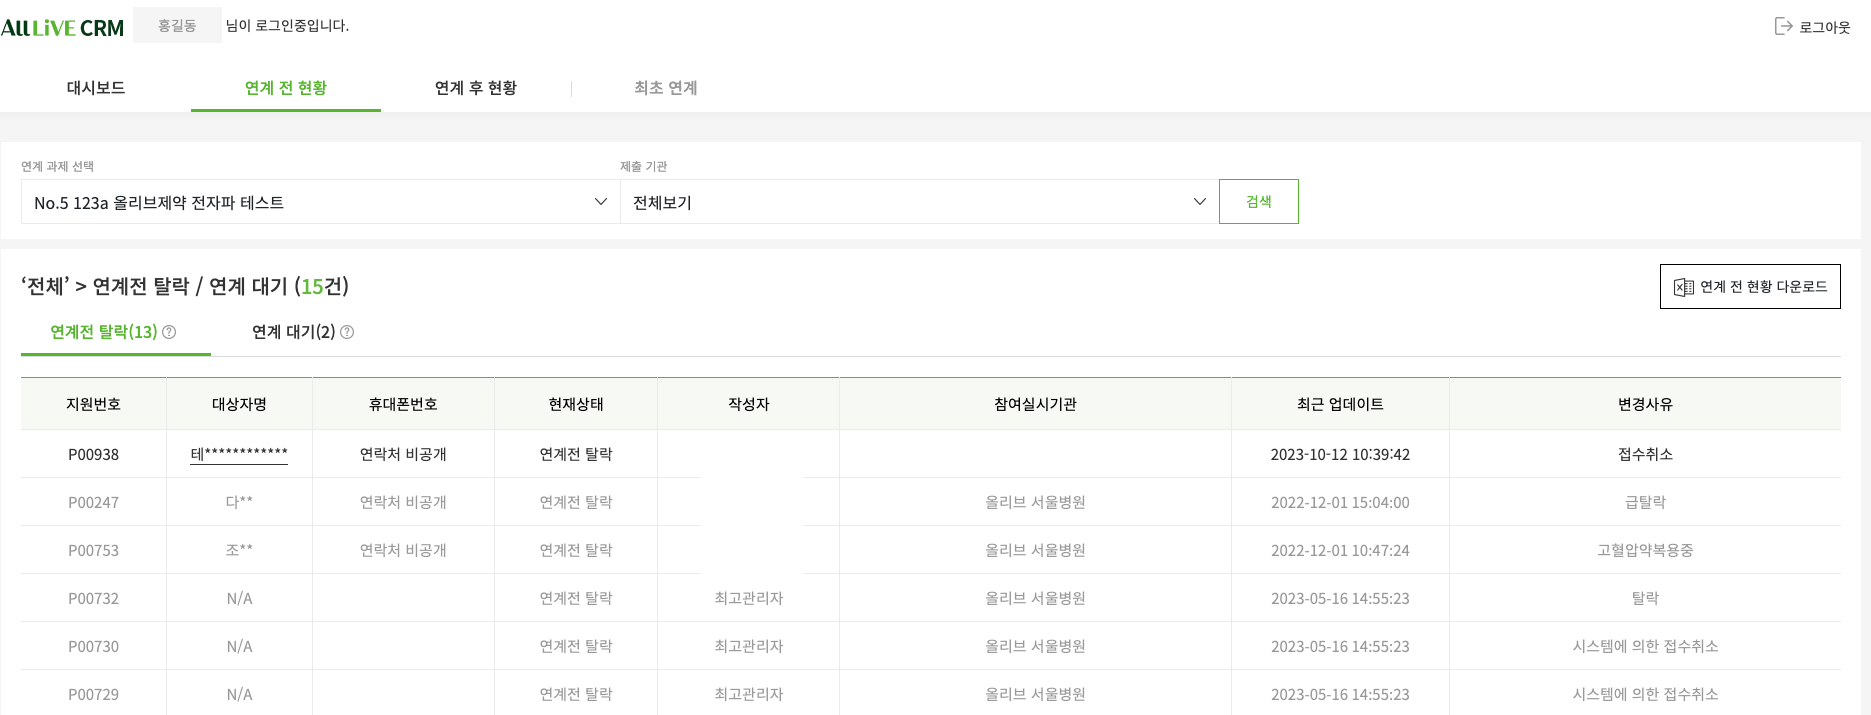 AllLiVE CRM 홍길동 님이 로그인중입니다. 로그아웃
대시보드 연계 전 현황 연계 후 현황 최초 연계
연계 과제 선택 제출 기관
No.5 123a 올리브제약 전자파 테스트 전체보기 검색
‘전체’ > 연계전 탈락 / 연계 대기 (15건) 연계 전 현황 다운로드
연계전 탈락(13) ? 연계 대기(2) ?
지원번호 대상자명 휴대폰번호 현재상태 작성자 참여실시기관 최근 업데이트 변경사유
P00938 테************ 연락처 비공개 연계전 탈락 2023-10-12 10:39:42 접수취소
P00247 다** 연락처 비공개 연계전 탈락 올리브 서울병원 2022-12-01 15:04:00 급탈락
P00753 조** 연락처 비공개 연계전 탈락 올리브 서울병원 2022-12-01 10:47:24 고혈압약복용중
P00732 N/A 연계전 탈락 최고관리자 올리브 서울병원 2023-05-16 14:55:23 탈락
P00730 N/A 연계전 탈락 최고관리자 올리브 서울병원 2023-05-16 14:55:23 시스템에 의한 접수취소
P00729 N/A 연계전 탈락 최고관리자 올리브 서울병원 2023-05-16 14:55:23 시스템에 의한 접수취소